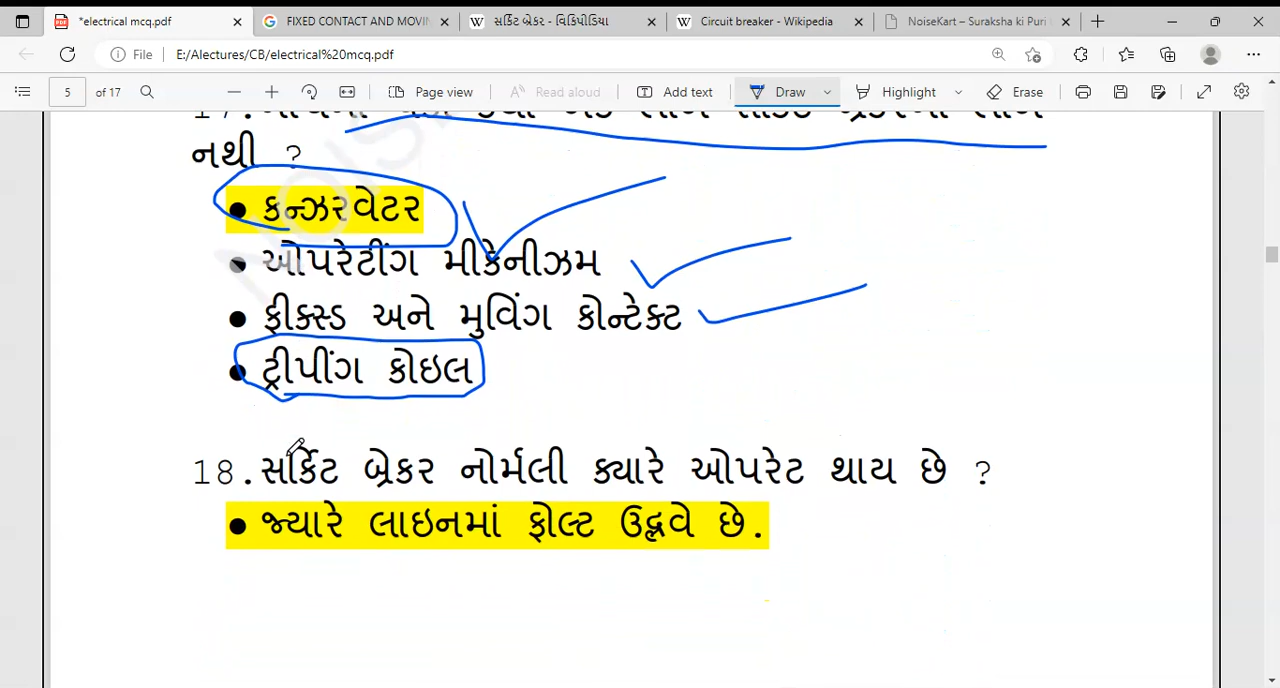 *electrical mcq.pdf
FIXED CONTACT AND MOVIN
સર્કિટ બ્રેકર - વિકિપીડિયા
Circuit breaker - Wikipedia
NoiseKart – Suraksha ki Puri
File E:/Alectures/CB/electrical%20mcq.pdf
5 of 17 Page view Read aloud Add text Draw Highlight Erase
નથી ?
• કન્ઝરવેટર
• ઓપરેટીંગ મીકેનીઝમ
• ફીક્સ્ડ અને મુવિંગ કોન્ટેક્ટ
• ટ્રીપીંગ કોઇલ
18.સર્કિટ બ્રેકર નોર્મલી ક્યારે ઓપરેટ થાય છે ?
• જ્યારે લાઇનમાં ફોલ્ટ ઉદ્ભવે છે.